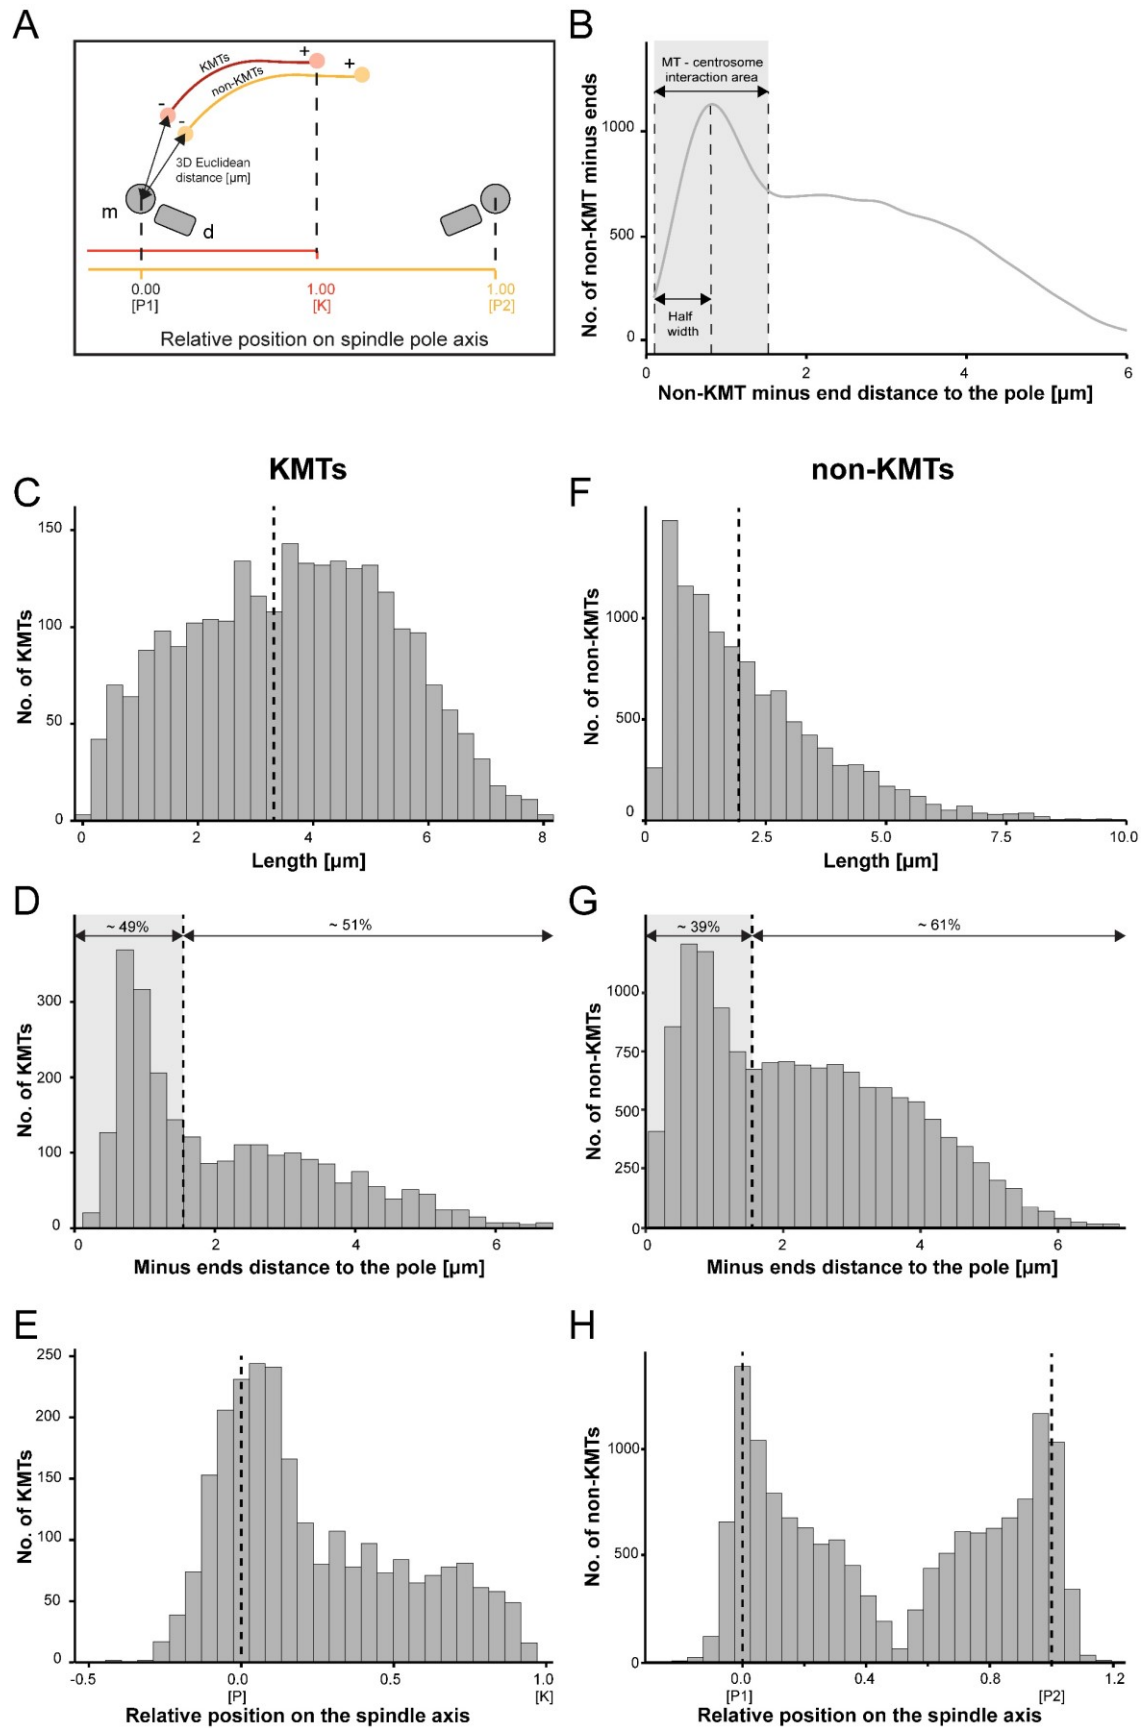 A
KMTs
+
non-KMTs
+
-
-
3D Euclidean
distance [µm]
m
d
0.00
[P1]
1.00
[K]
1.00
[P2]
Relative position on spindle pole axis
B
MT - centrosome
interaction area
Half
width
No. of non-KMT minus ends
1000
500
0
0 2 4 6
Non-KMT minus end distance to the pole [µm]
KMTs
C
No. of KMTs
150
100
50
0
0 2 4 6 8
Length [µm]
non-KMTs
F
No. of non-KMTs
1000
500
0
0 2.5 5.0 7.5 10.0
Length [µm]
D
~ 49% ~ 51%
No. of KMTs
300
200
100
0
0 2 4 6
Minus ends distance to the pole [µm]
G
~ 39% ~ 61%
No. of non-KMTs
1000
750
500
250
0
0 2 4 6
Minus ends distance to the pole [µm]
E
No. of KMTs
250
200
150
100
50
0
-0.5 0.0 0.5 1.0
[P] [K]
Relative position on the spindle axis
H
No. of non-KMTs
1000
500
0
0.0 0.4 0.8 1.2
[P1] [P2]
Relative position on the spindle axis